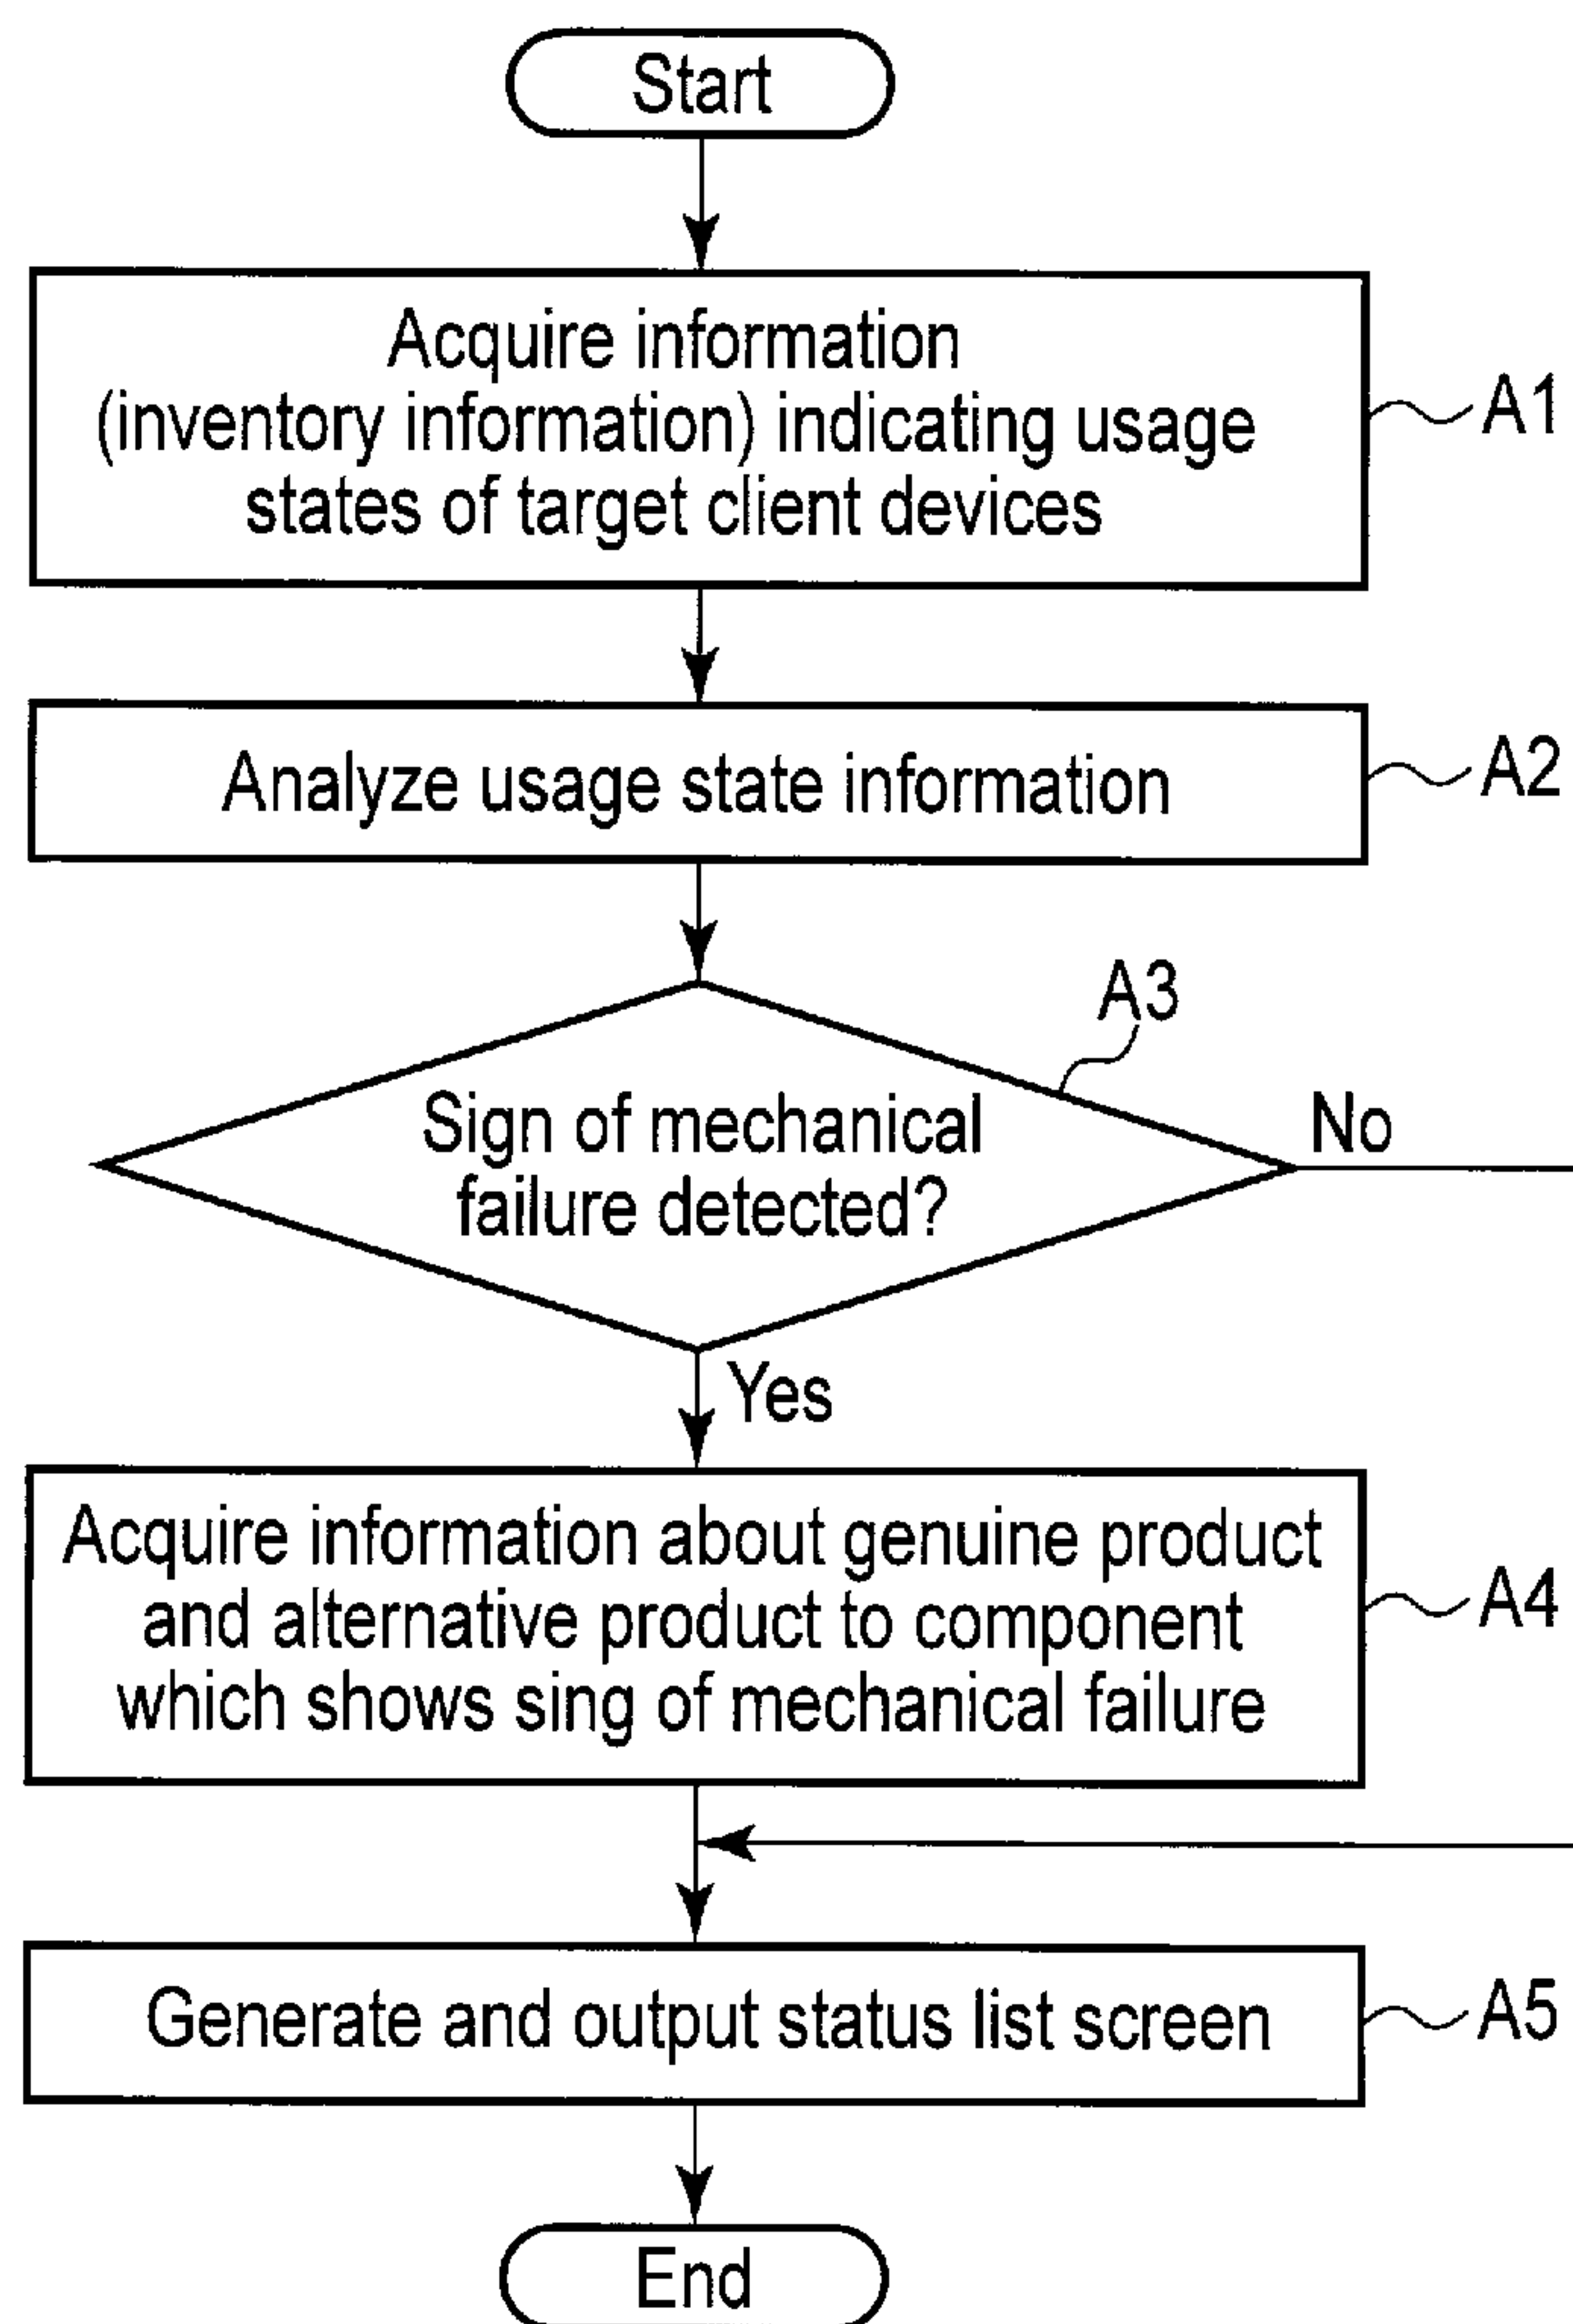 Start
Acquire information
(inventory information) indicating usage
states of target client devices
A1
Analyze usage state information
A2
A3
Sign of mechanical
failure detected?
No
Yes
Acquire information about genuine product
and alternative product to component
which shows sing of mechanical failure
A4
Generate and output status list screen
A5
End